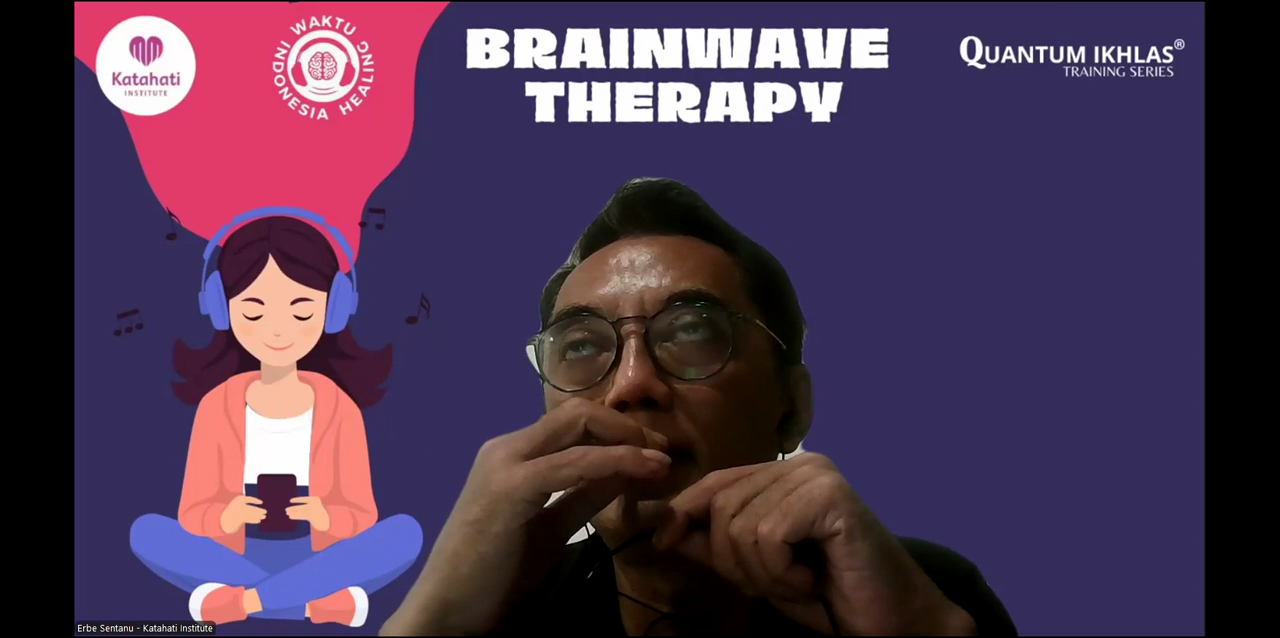 Katahati
INSTITUTE
WAKTU
INDONESIA HEALING
BRAINWAVE
THERAPY
QUANTUM IKHLAS®
TRAINING SERIES
Erbe Sentanu - Katahati Institute